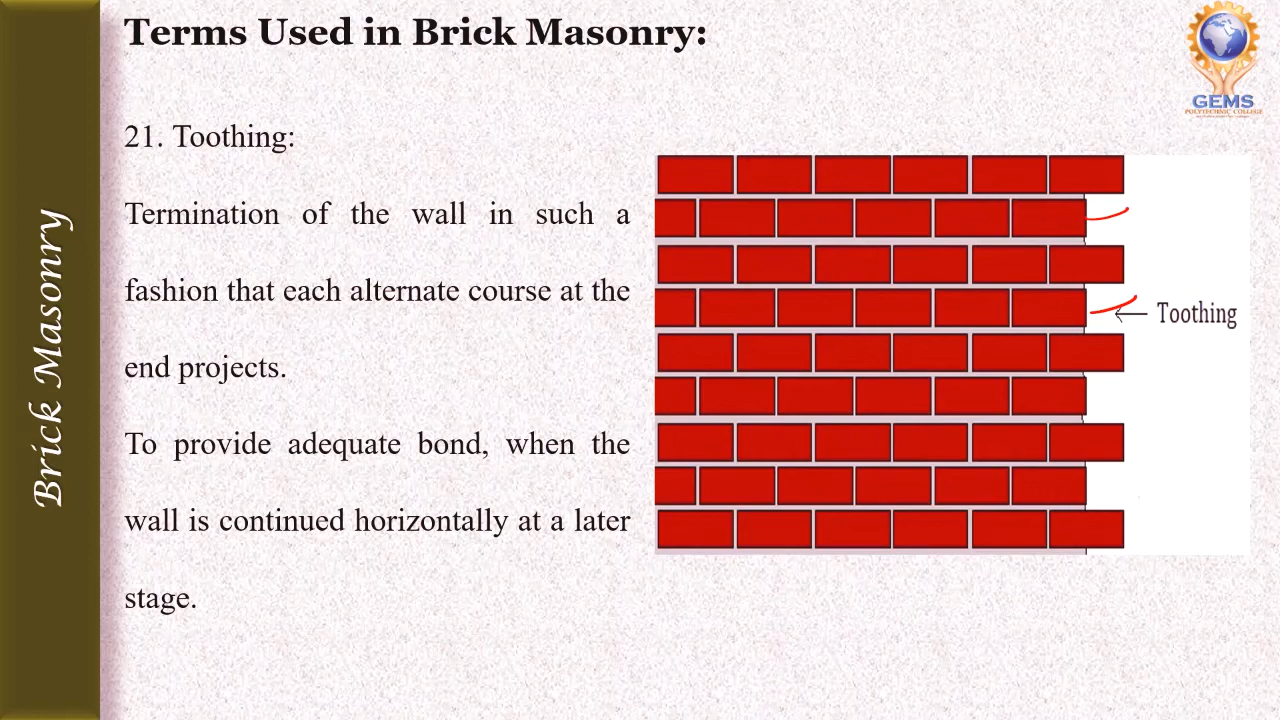 Terms Used in Brick Masonry:
GEMS
POLYTECHNIC COLLEGE
21. Toothing:
Termination of the wall in such a
fashion that each alternate course at the
end projects.
To provide adequate bond, when the
wall is continued horizontally at a later
stage.
Toothing
Brick Masonry